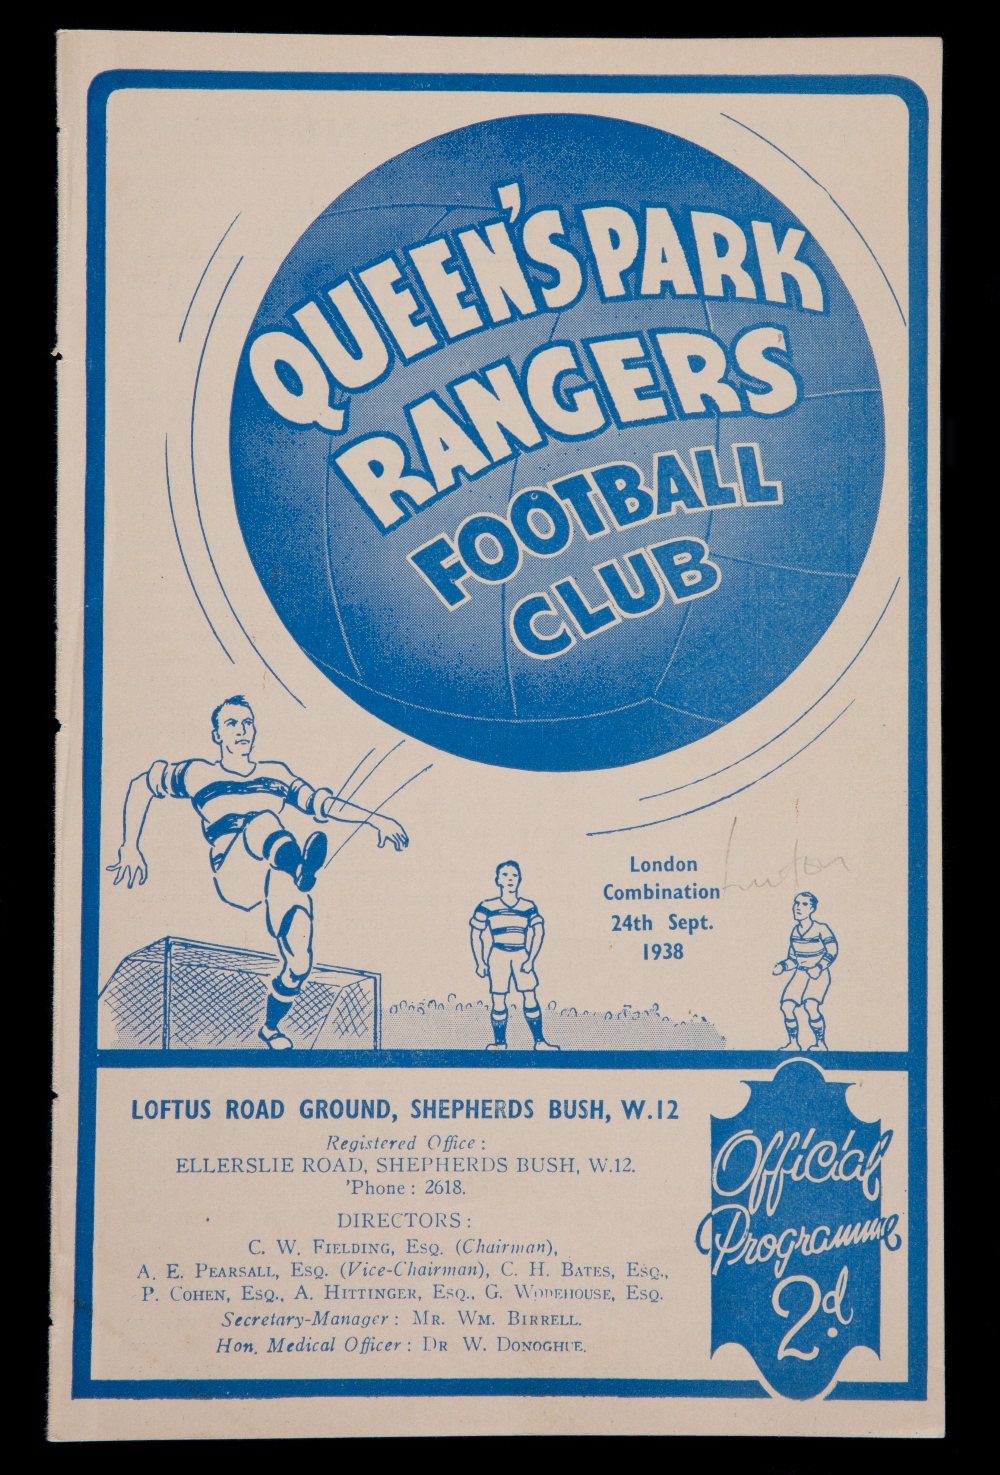 QUEEN'S PARK
RANGERS
FOOTBALL
CLUB
London
Combination
24th Sept.
1938
Luton
LOFTUS ROAD GROUND, SHEPHERDS BUSH, W.12
Registered Office :
ELLERSLIE ROAD, SHEPHERDS BUSH, W.12.
'Phone : 2618.
DIRECTORS :
C. W. FIELDING, ESQ. (Chairman),
A. E. PEARSALL, ESQ. (Vice-Chairman), C. H. BATES, ESQ.,
P. COHEN, ESQ., A. HITTINGER, ESQ., G. WODEHOUSE, ESQ.
Secretary-Manager : MR. WM. BIRRELL.
Hon. Medical Officer : DR W. DONOGHUE.
Official
Programme
2d.